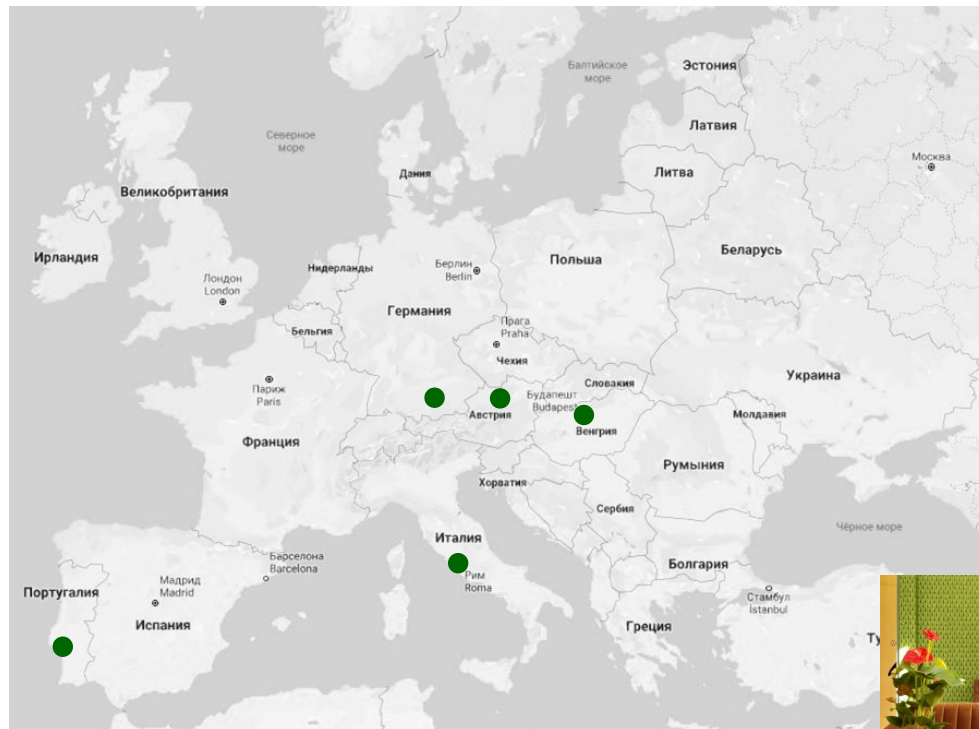 Эстония
Балтийское
море
Латвия
Северное
море
Москва
Литва
Дания
Великобритания
Беларусь
Ирландия
Польша
Нидерланды
Берлин
Berlin
Лондон
London
Германия
Прага
Praha
Бельгия
Чехия
Украина
Париж
Paris
Словакия
Будапешт
Budapest
Австрия
Молдавия
Венгрия
Франция
Румыния
Хорватия
Сербия
Чёрное море
Италия
Барселона
Barcelona
Болгария
Рим
Roma
Мадрид
Madrid
Португалия
Стамбул
İstanbul
Испания
Греция
Ту